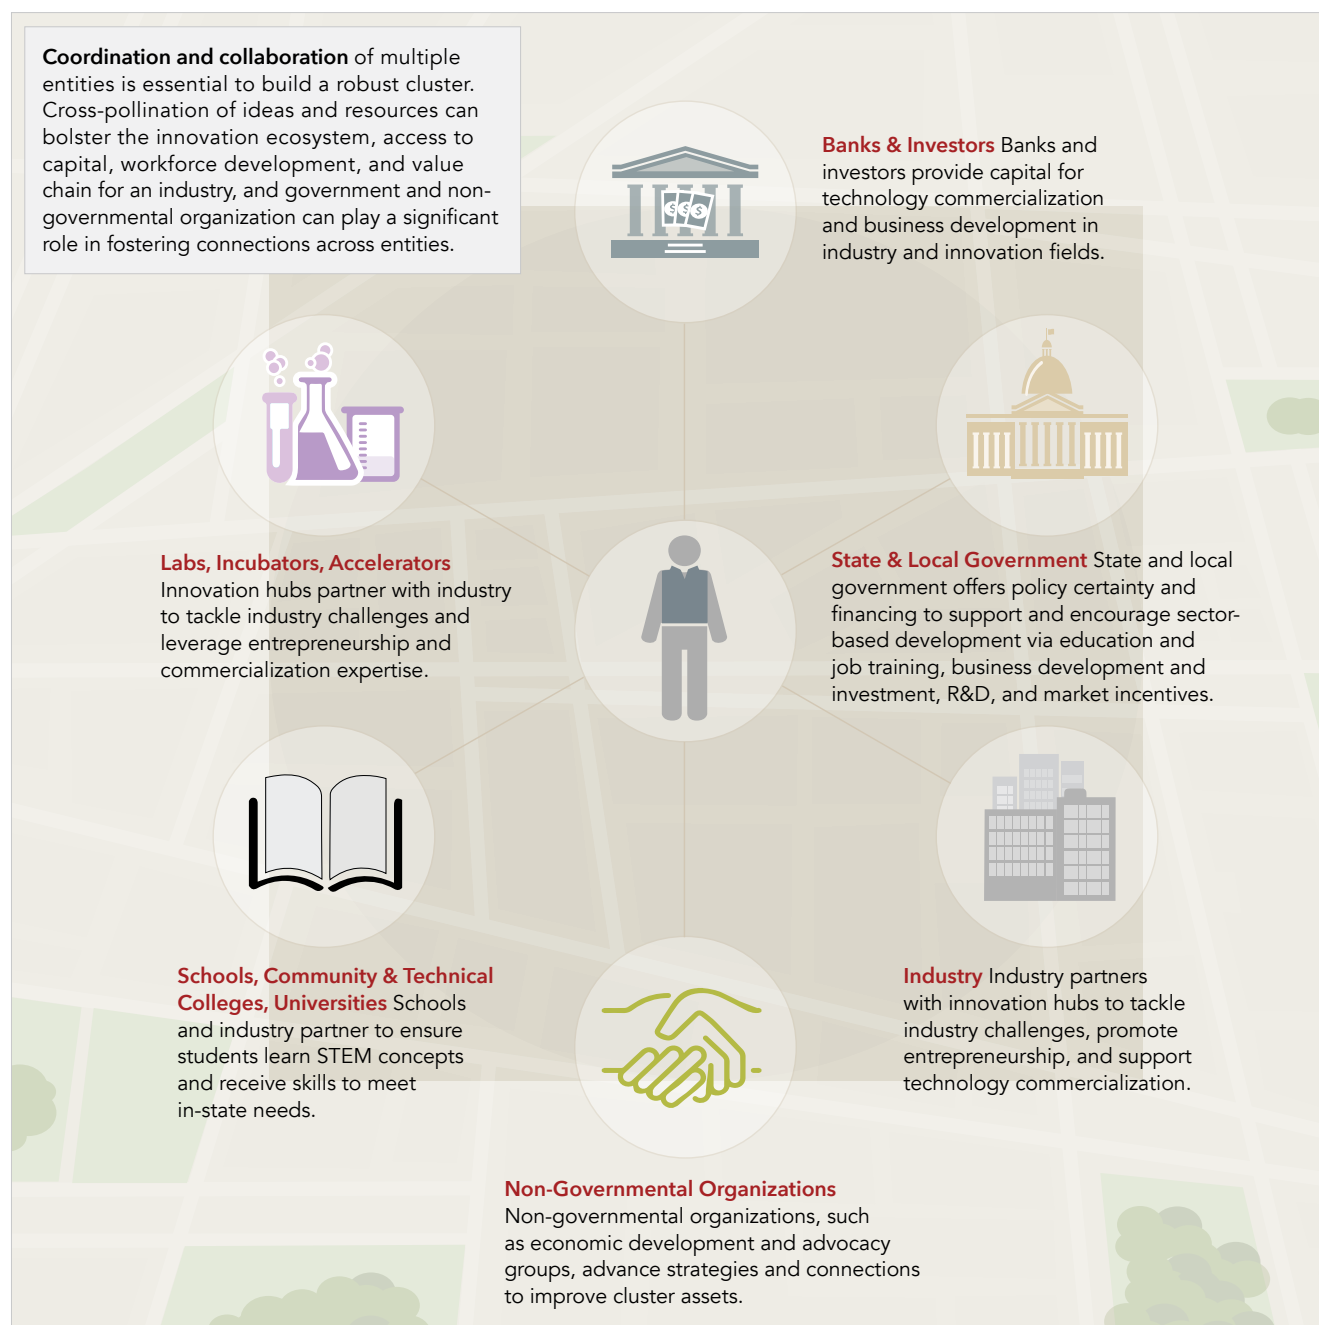 Coordination and collaboration of multiple
entities is essential to build a robust cluster.
Cross-pollination of ideas and resources can
bolster the innovation ecosystem, access to
capital, workforce development, and value
chain for an industry, and government and non-
governmental organization can play a significant
role in fostering connections across entities.
Banks & Investors Banks and
investors provide capital for
technology commercialization
and business development in
industry and innovation fields.
$ $ $
Labs, Incubators, Accelerators
Innovation hubs partner with industry
to tackle industry challenges and
leverage entrepreneurship and
commercialization expertise.
State & Local Government State and local
government offers policy certainty and
financing to support and encourage sector-
based development via education and
job training, business development and
investment, R&D, and market incentives.
Schools, Community & Technical
Colleges, Universities Schools
and industry partner to ensure
students learn STEM concepts
and receive skills to meet
in-state needs.
Industry Industry partners
with innovation hubs to tackle
industry challenges, promote
entrepreneurship, and support
technology commercialization.
Non-Governmental Organizations
Non-governmental organizations, such
as economic development and advocacy
groups, advance strategies and connections
to improve cluster assets.